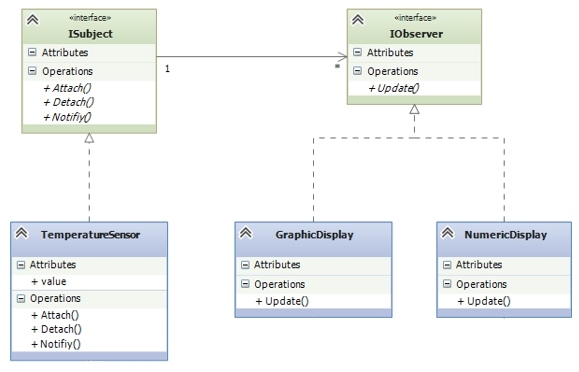 «interface»
ISubject
Attributes
Operations
+ Attach()
+ Detach()
+ Notifiy()
1
*
«interface»
IObserver
Attributes
Operations
+ Update()
TemperatureSensor
Attributes
+ value
Operations
+ Attach()
+ Detach()
+ Notifiy()
GraphicDisplay
Attributes
Operations
+ Update()
NumericDisplay
Attributes
Operations
+ Update()